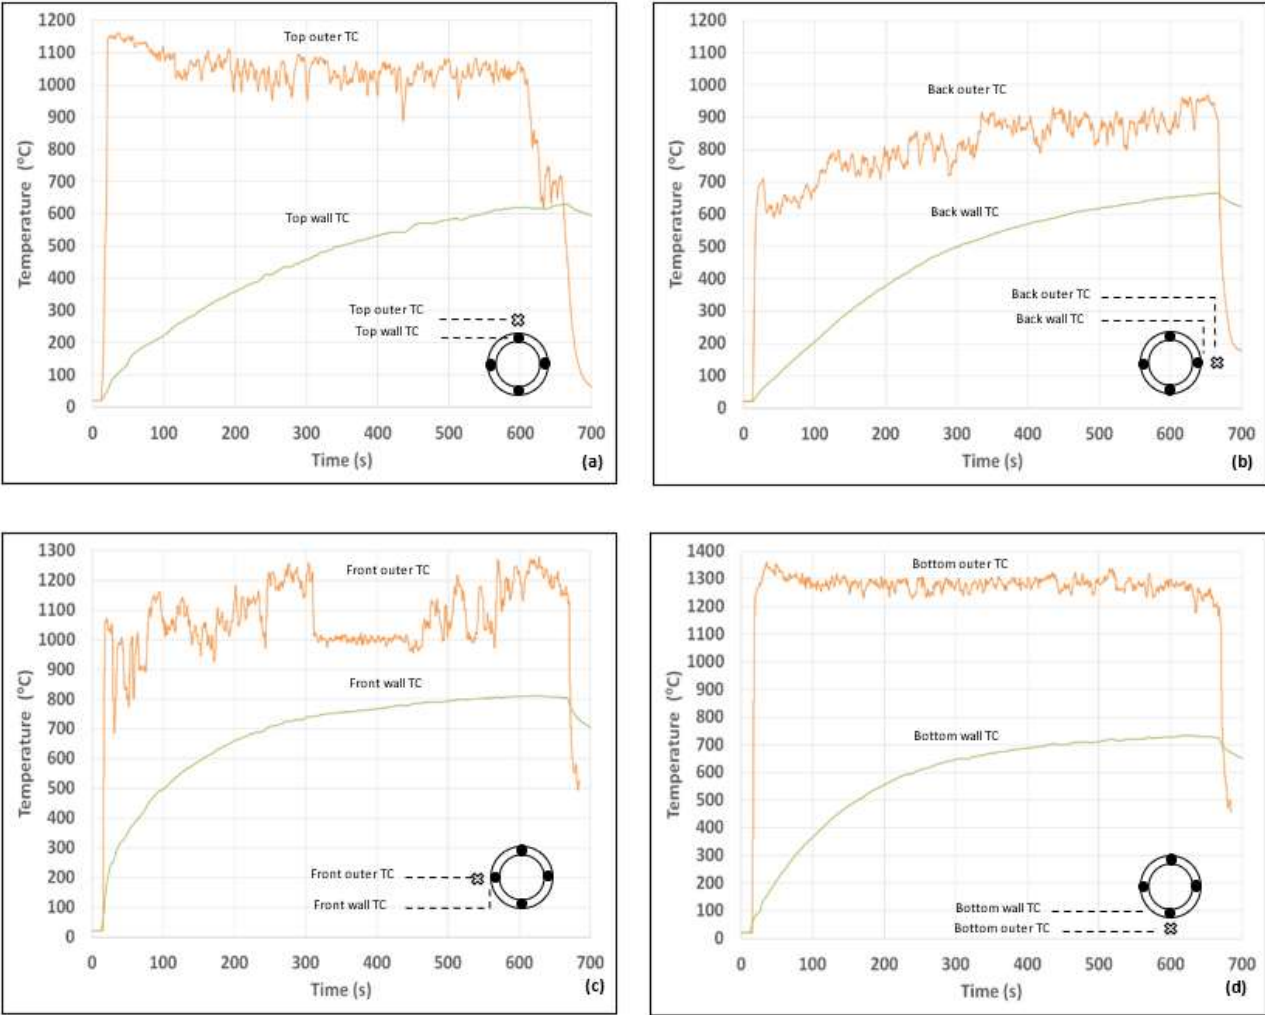 1200
1100
1000
900
800
700
600
500
400
300
200
100
0
Temperature (°C)
Top outer TC
Top wall TC
Top outer TC
Top wall TC
0 100 200 300 400 500 600 700
Time (s)
(a)
1200
1100
1000
900
800
700
600
500
400
300
200
100
0
Temperature (°C)
Back outer TC
Back wall TC
Back outer TC
Back wall TC
0 100 200 300 400 500 600 700
Time (s)
(b)
1300
1200
1100
1000
900
800
700
600
500
400
300
200
100
0
Temperature (°C)
Front outer TC
Front wall TC
Front outer TC
Front wall TC
0 100 200 300 400 500 600 700
Time (s)
(c)
1400
1300
1200
1100
1000
900
800
700
600
500
400
300
200
100
0
Temperature (°C)
Bottom outer TC
Bottom wall TC
Bottom wall TC
Bottom outer TC
0 100 200 300 400 500 600 700
Time (s)
(d)